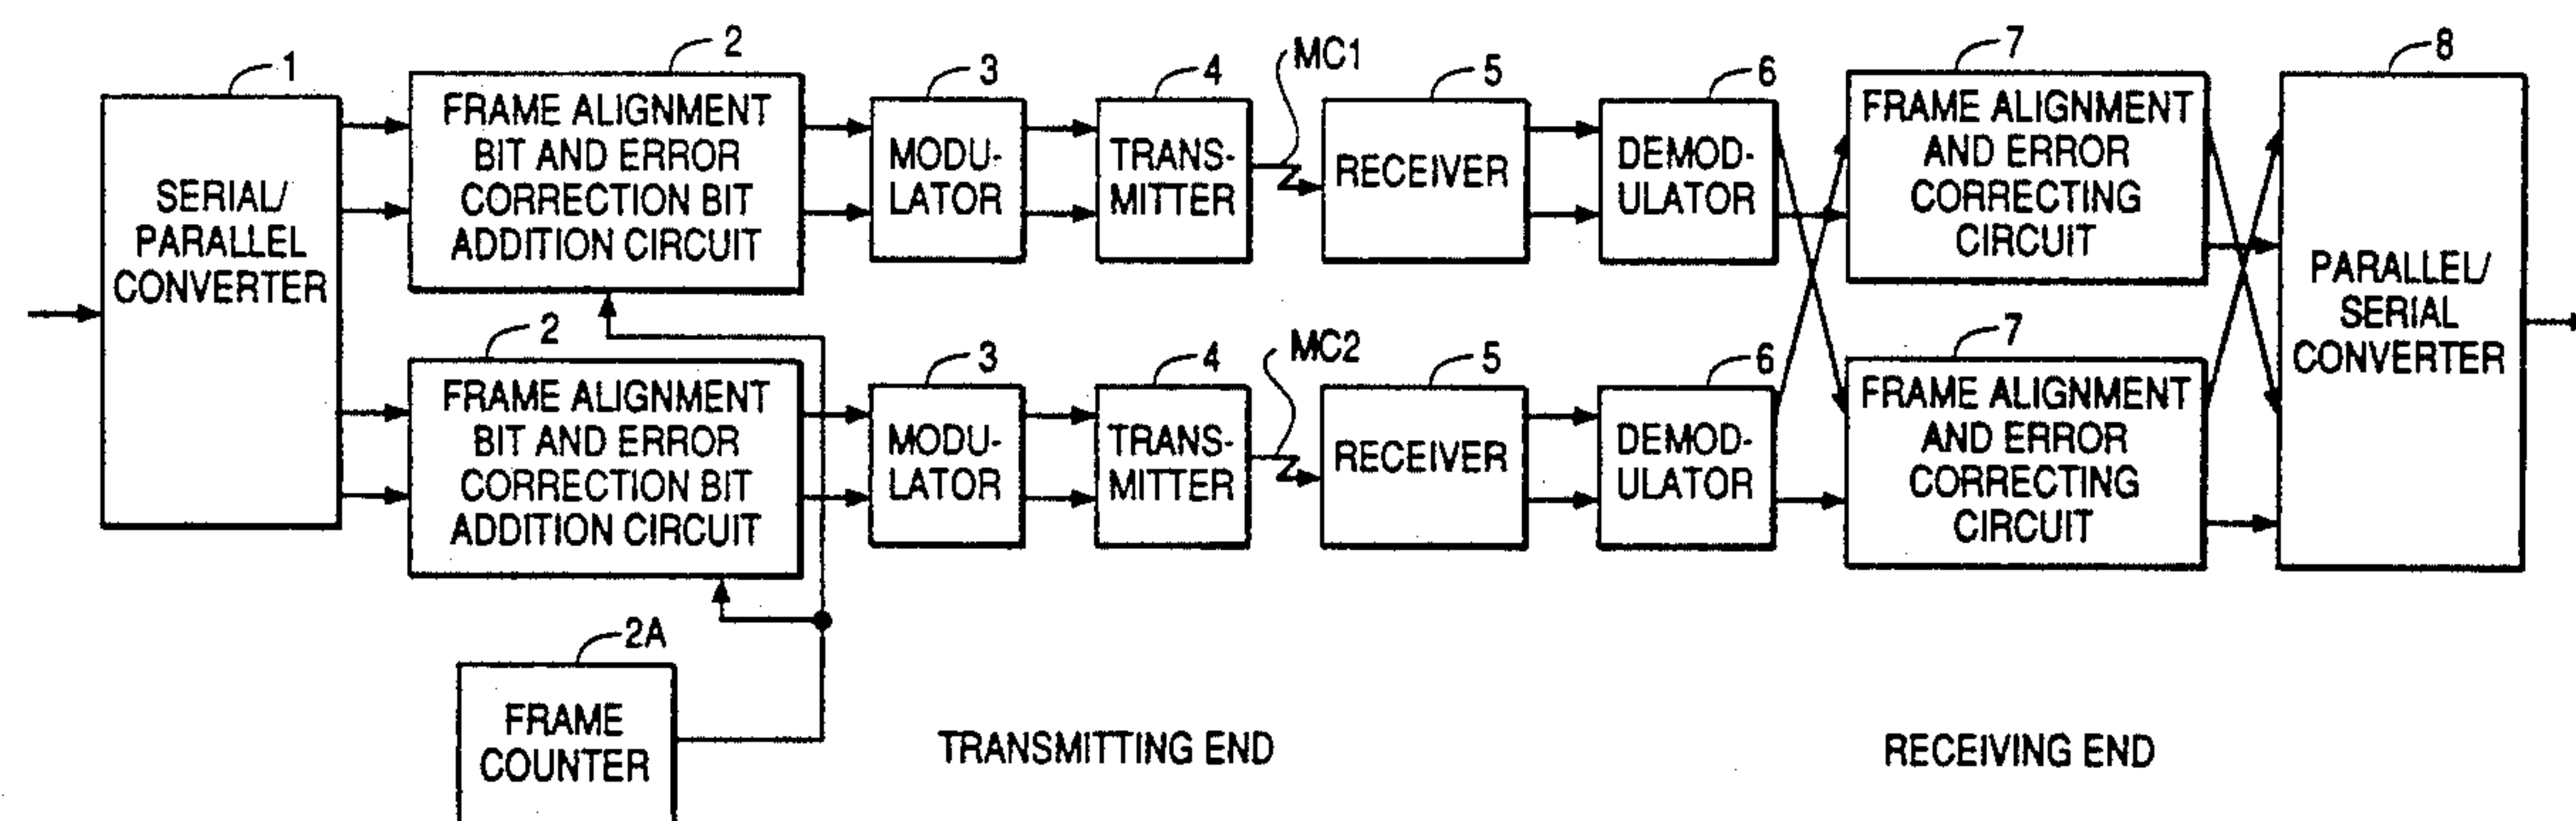 1
SERIAL/
PARALLEL
CONVERTER
2
FRAME ALIGNMENT
BIT AND ERROR
CORRECTION BIT
ADDITION CIRCUIT
3
MODU-
LATOR
4
TRANS-
MITTER
MC1
5
RECEIVER
6
DEMOD-
ULATOR
7
FRAME ALIGNMENT
AND ERROR
CORRECTING
CIRCUIT
8
PARALLEL/
SERIAL
CONVERTER
2
FRAME ALIGNMENT
BIT AND ERROR
CORRECTION BIT
ADDITION CIRCUIT
3
MODU-
LATOR
4
TRANS-
MITTER
MC2
5
RECEIVER
6
DEMOD-
ULATOR
7
FRAME ALIGNMENT
AND ERROR
CORRECTING
CIRCUIT
2A
FRAME
COUNTER
TRANSMITTING END
RECEIVING END